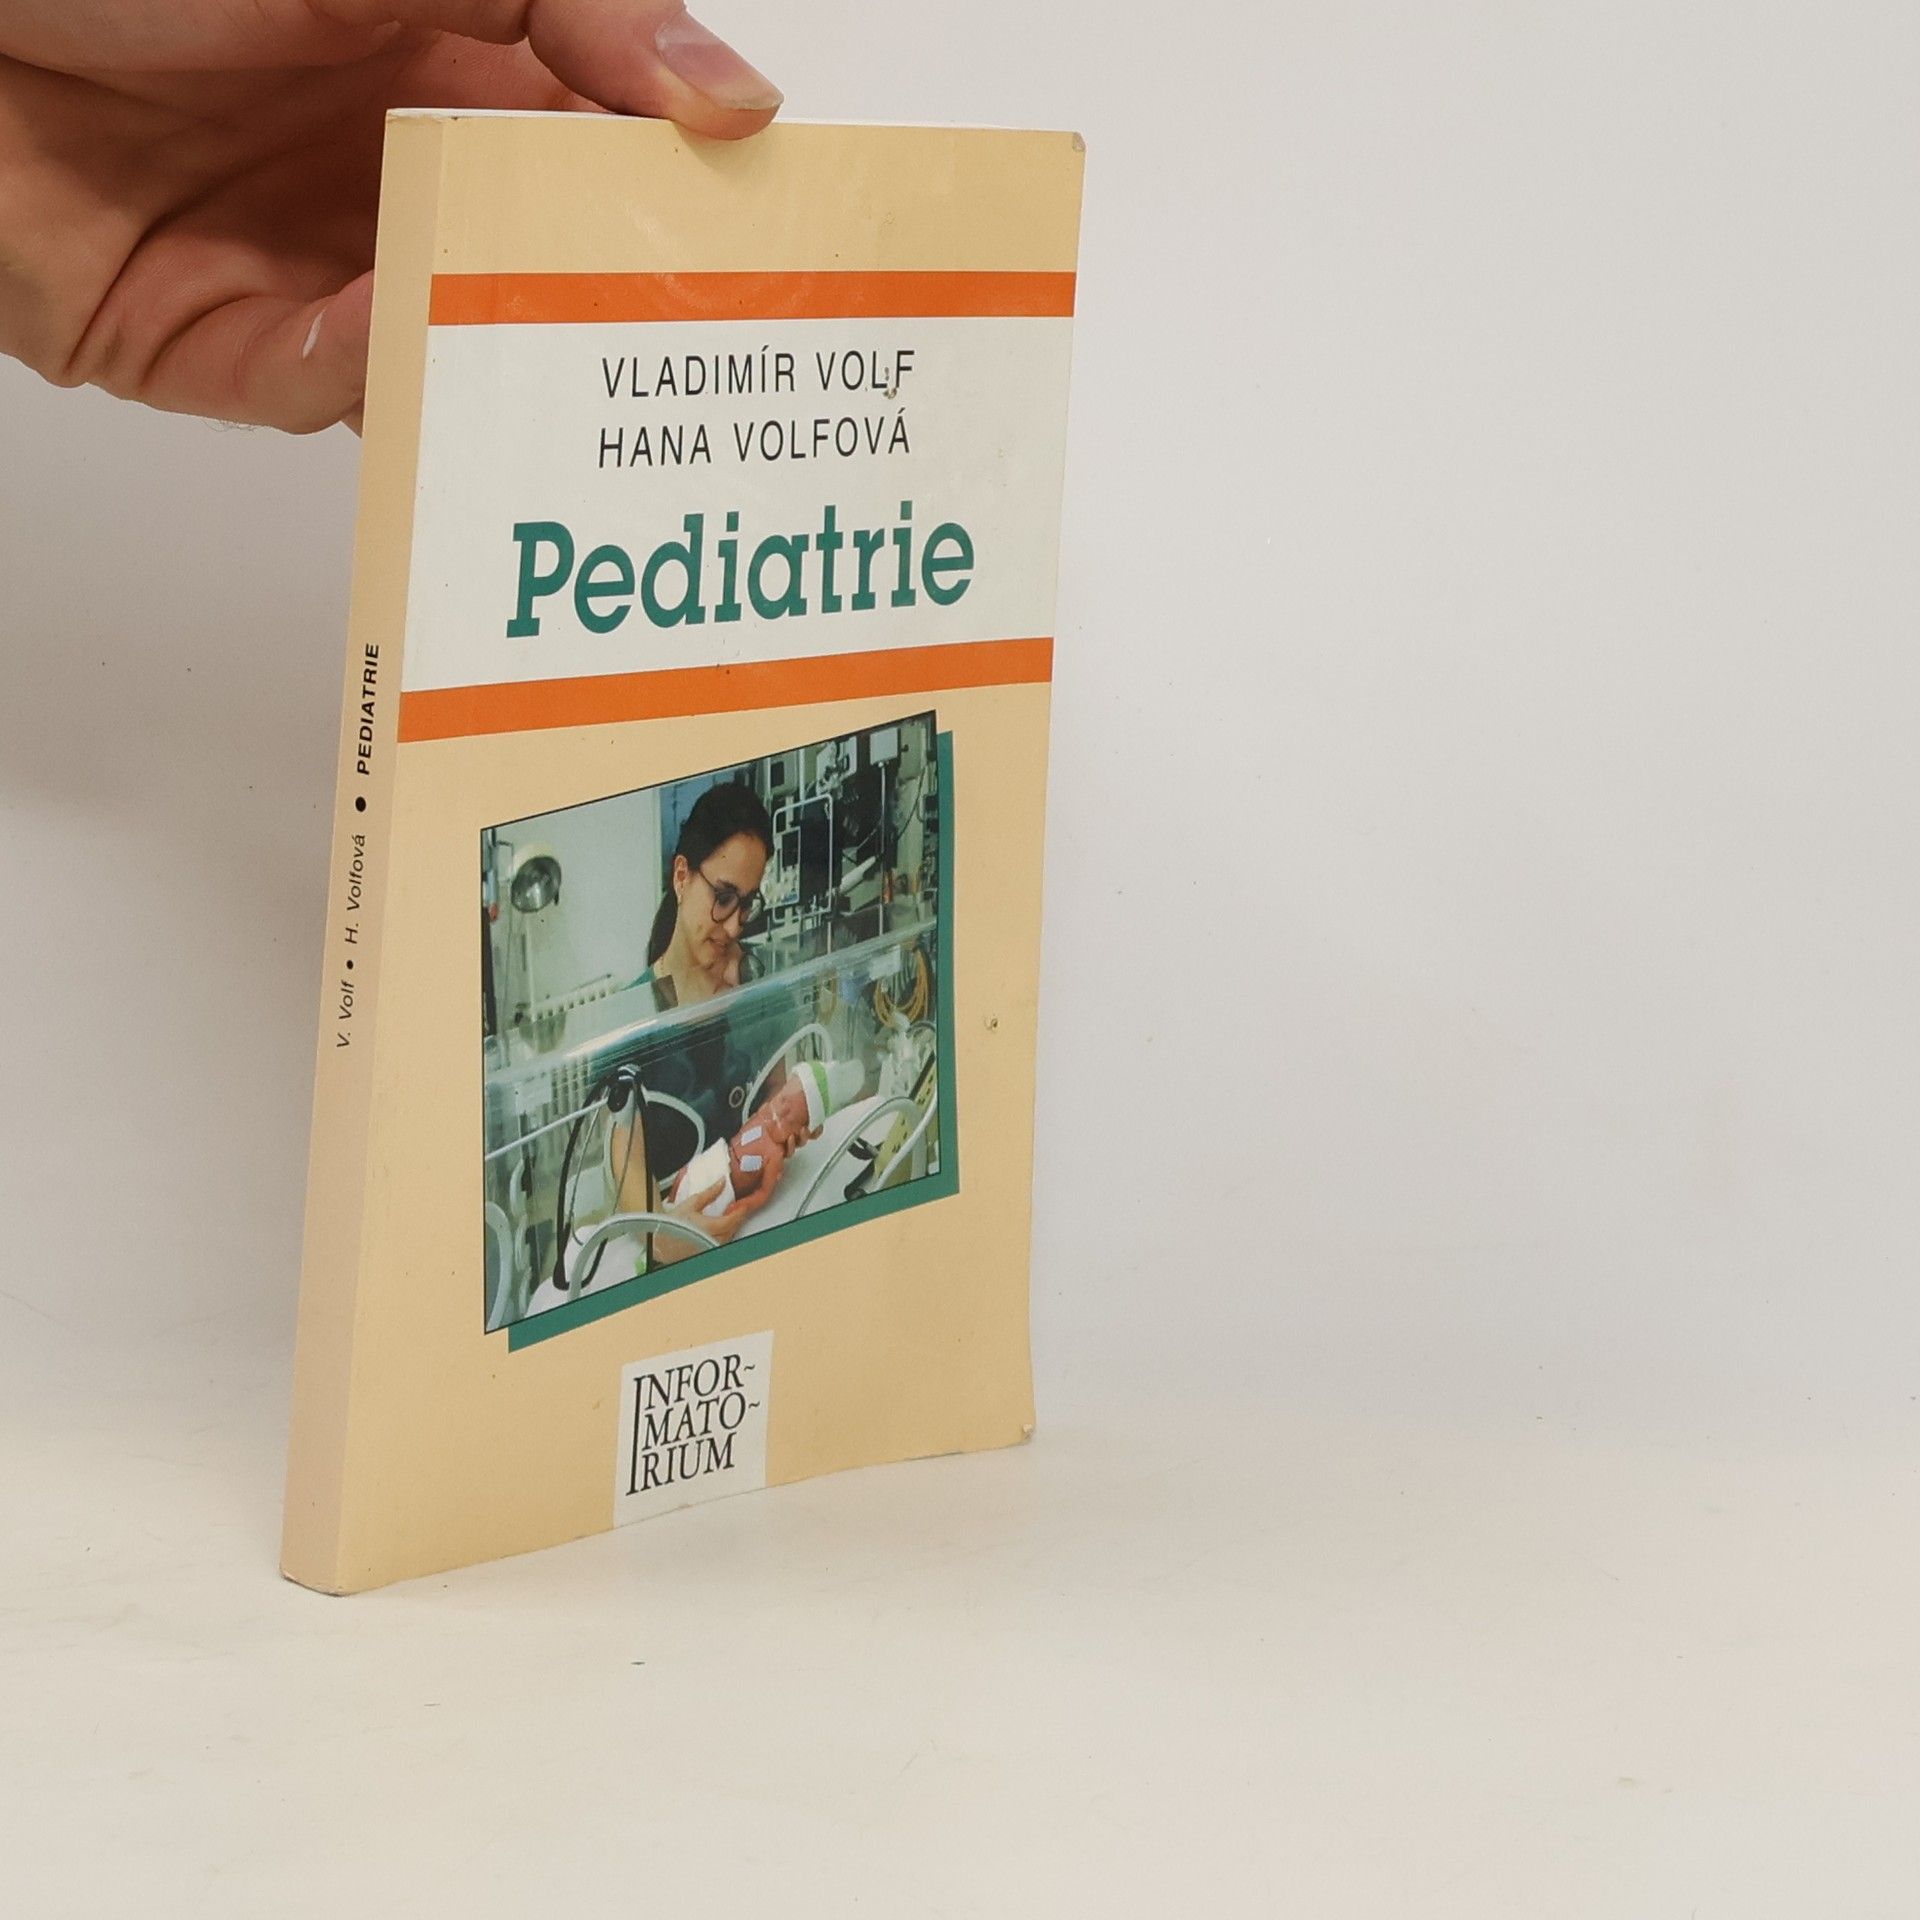 VLADIMÍR VOLF
HANA VOLFOVÁ
Pediatrie
INFOR~
MATO~
RIUM
V. Volf • H. Volfová • PEDIATRIE